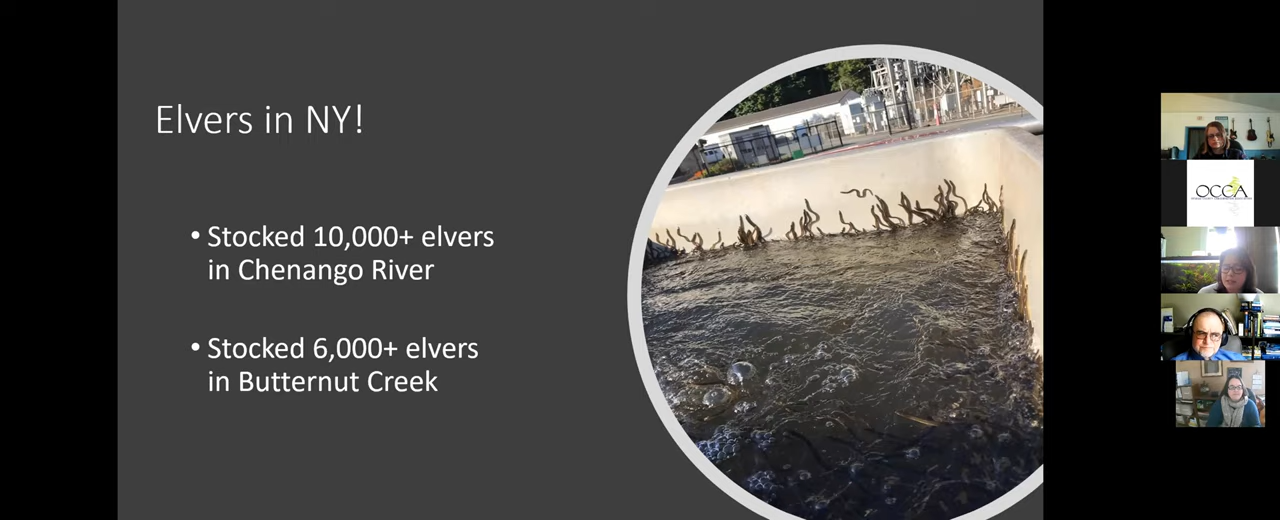 Elvers in NY!
• Stocked 10,000+ elvers
in Chenango River
• Stocked 6,000+ elvers
in Butternut Creek
OCCA